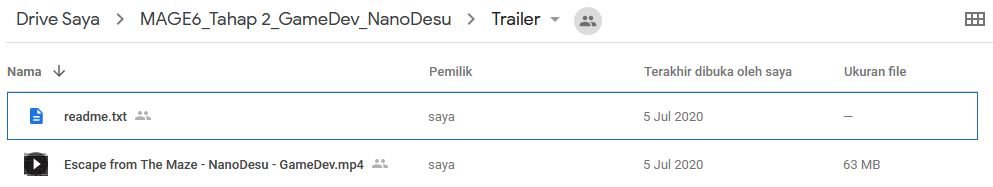 Drive Saya > MAGE6_Tahap 2_GameDev_NanoDesu > Trailer
Nama Pemilik Terakhir dibuka oleh saya Ukuran file
readme.txt saya 5 Jul 2020 —
Escape from The Maze - NanoDesu - GameDev.mp4 saya 5 Jul 2020 63 MB